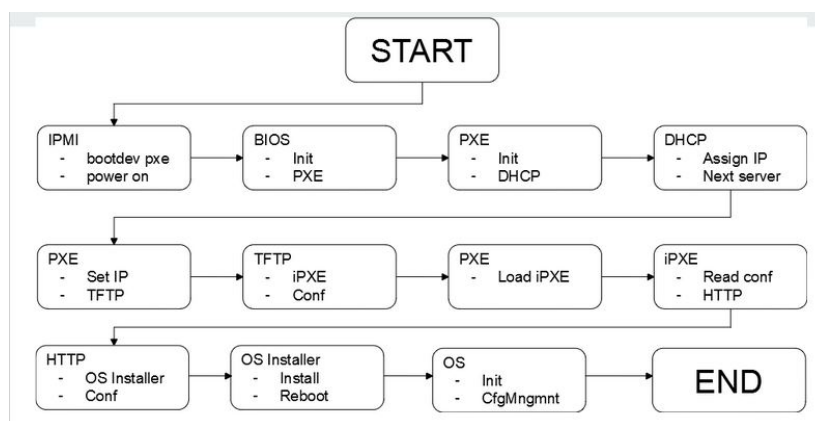 START
IPMI
- bootdev pxe
- power on
BIOS
- Init
- PXE
PXE
- Init
- DHCP
DHCP
- Assign IP
- Next server
PXE
- Set IP
- TFTP
TFTP
- iPXE
- Conf
PXE
- Load iPXE
iPXE
- Read conf
- HTTP
HTTP
- OS Installer
- Conf
OS Installer
- Install
- Reboot
OS
- Init
- CfgMngmnt
END